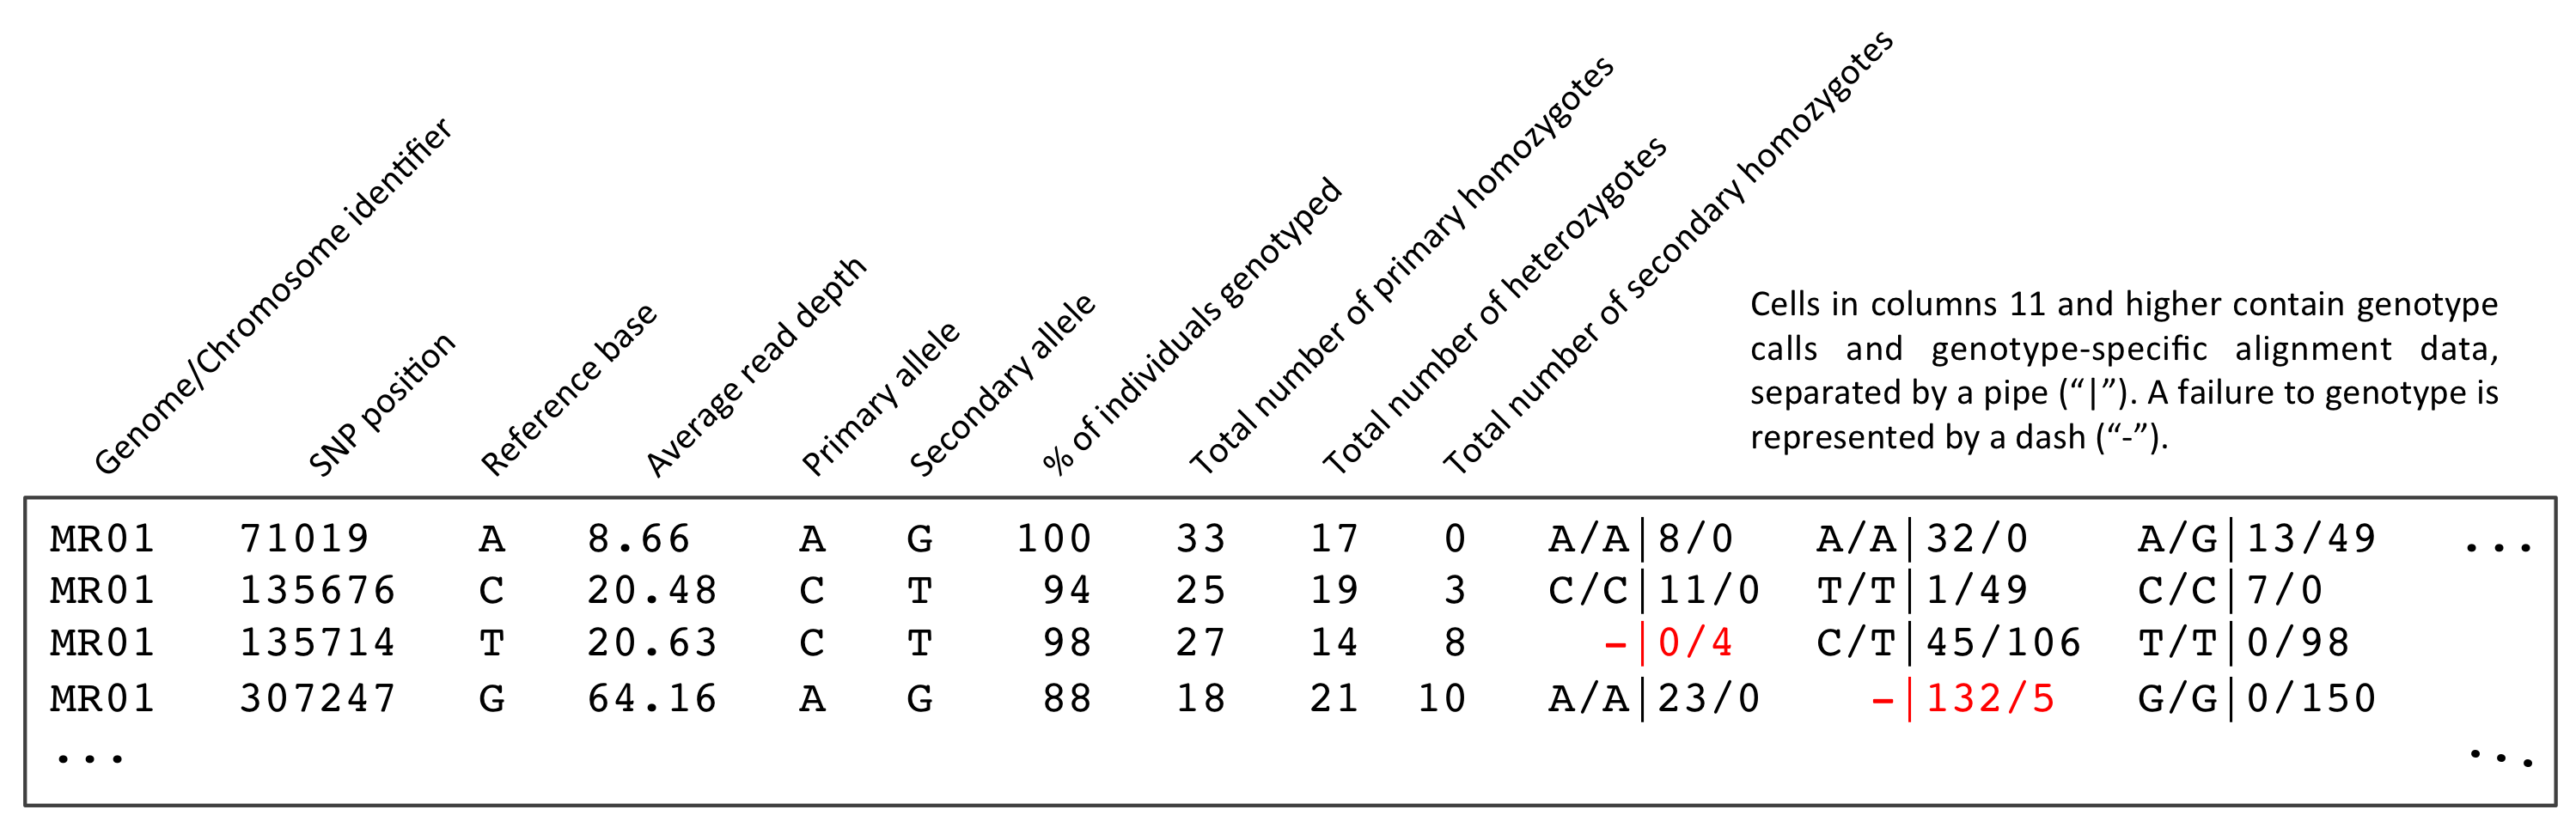 Genome/Chromosome identifier
SNP position
Reference base
Average read depth
Primary allele
Secondary allele
% of individuals genotyped
Total number of primary homozygotes
Total number of heterozygotes
Total number of secondary homozygotes
Cells in columns 11 and higher contain genotype
calls and genotype-specific alignment data,
separated by a pipe (“|”). A failure to genotype is
represented by a dash (“-”).
MR01 71019 A 8.66 A G 100 33 17 0 A/A|8/0 A/A|32/0 A/G|13/49 ...
MR01 135676 C 20.48 C T 94 25 19 3 C/C|11/0 T/T|1/49 C/C|7/0
MR01 135714 T 20.63 C T 98 27 14 8 –|0/4 C/T|45/106 T/T|0/98
MR01 307247 G 64.16 A G 88 18 21 10 A/A|23/0 –|132/5 G/G|0/150
... ...